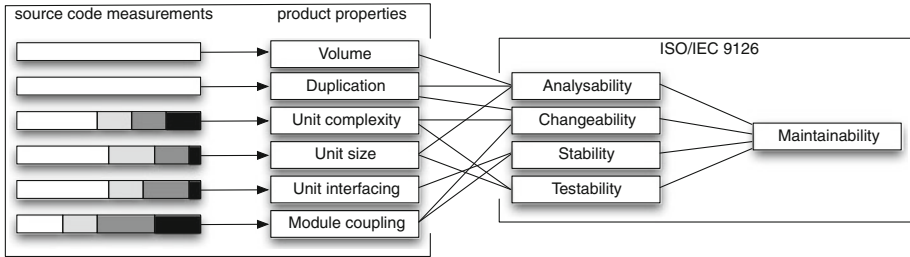 source code measurements
product properties
ISO/IEC 9126
Volume
Duplication
Unit complexity
Unit size
Unit interfacing
Module coupling
Analysability
Changeability
Stability
Testability
Maintainability